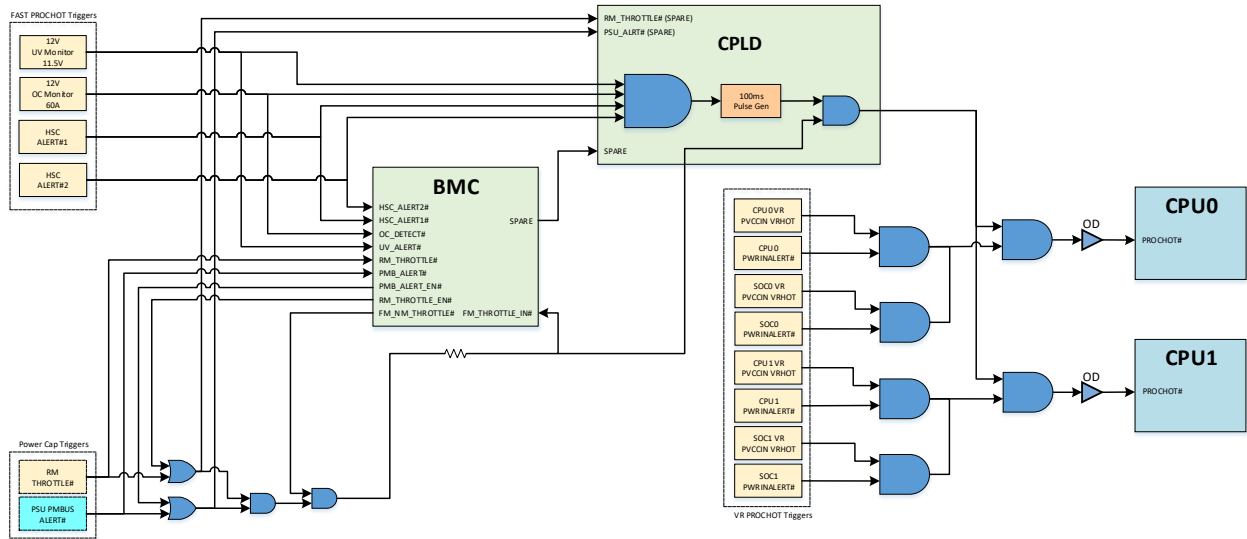 FAST PROCHOT Triggers
12V
UV Monitor
11.5V
12V
OC Monitor
60A
HSC
ALERT#1
HSC
ALERT#2
RM_THROTTLE# (SPARE)
PSU_ALRT# (SPARE)
CPLD
100ms
Pulse Gen
SPARE
BMC
HSC_ALERT2#
HSC_ALERT1#
OC_DETECT#
UV_ALERT#
RM_THROTTLE#
PMB_ALERT#
PMB_ALERT_EN#
RM_THROTTLE_EN#
FM_NM_THROTTLE#
SPARE
FM_THROTTLE_IN#
CPU0 VR
PVCCIN VRHOT
CPU0
PWRINALERT#
SOC0 VR
PVCCIN VRHOT
SOC0
PWRINALERT#
CPU1 VR
PVCCIN VRHOT
CPU1
PWRINALERT#
SOC1 VR
PVCCIN VRHOT
SOC1
PWRINALERT#
VR PROCHOT Triggers
OD
CPU0
PROCHOT#
OD
CPU1
PROCHOT#
Power Cap Triggers
RM
THROTTLE#
PSU PMBUS
ALERT#